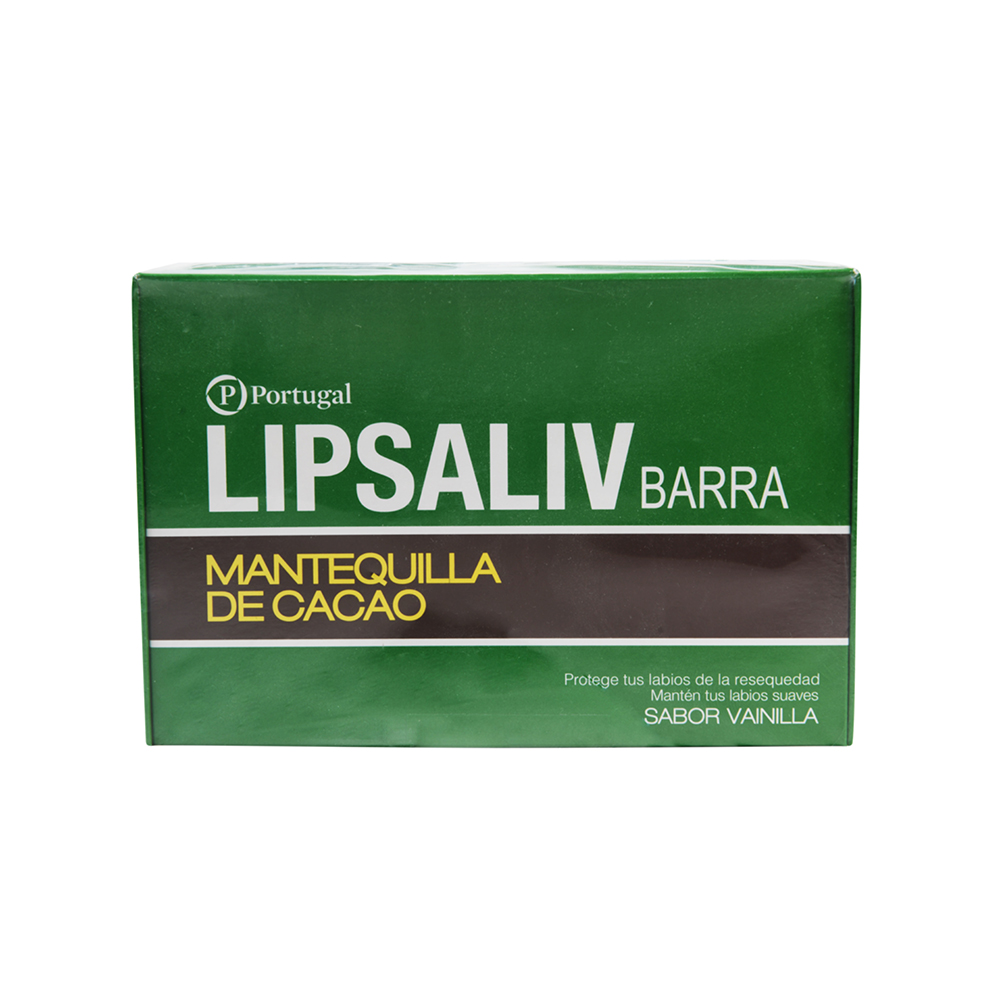 P Portugal
LIPSALIV BARRA
MANTEQUILLA
DE CACAO
Protege tus labios de la resequedad
Mantén tus labios suaves
SABOR VAINILLA